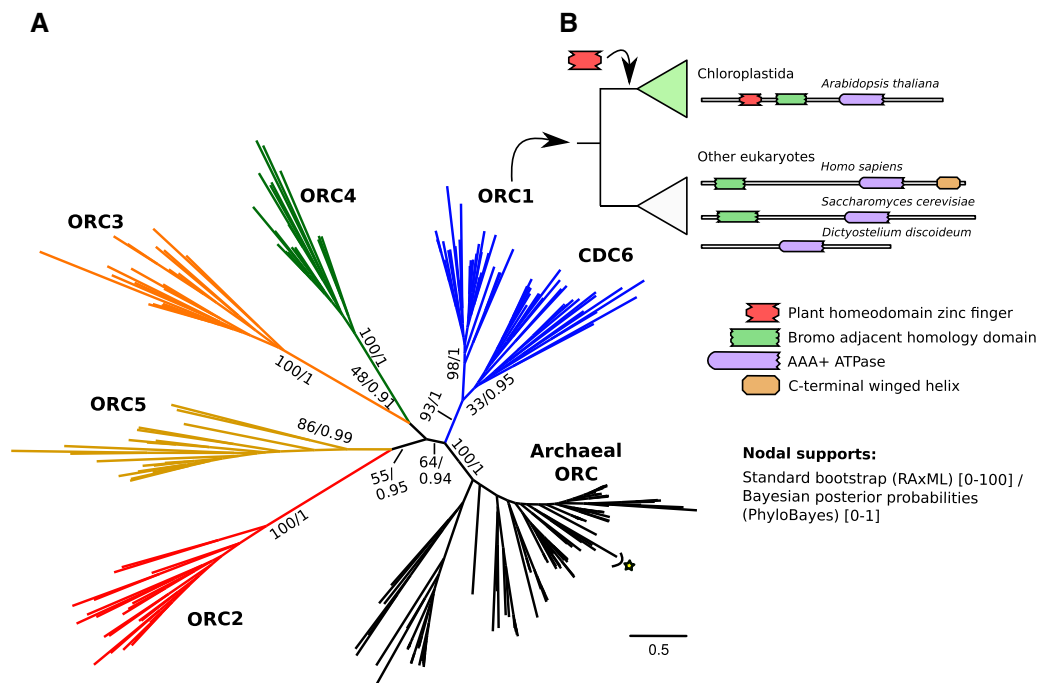 A
B
Chloroplastida
Arabidopsis thaliana
Other eukaryotes
Homo sapiens
Saccharomyces cerevisiae
Dictyostelium discoideum
ORC4
ORC1
ORC3
CDC6
100/1
98/1
100/1
48/0.91
93/1
33/0.95
ORC5
86/0.99
55/
0.95
64/
0.94
100/1
Archaeal
ORC
100/1
ORC2
0.5
Plant homeodomain zinc finger
Bromo adjacent homology domain
AAA+ ATPase
C-terminal winged helix
Nodal supports:
Standard bootstrap (RAxML) [0-100] /
Bayesian posterior probabilities
(PhyloBayes) [0-1]